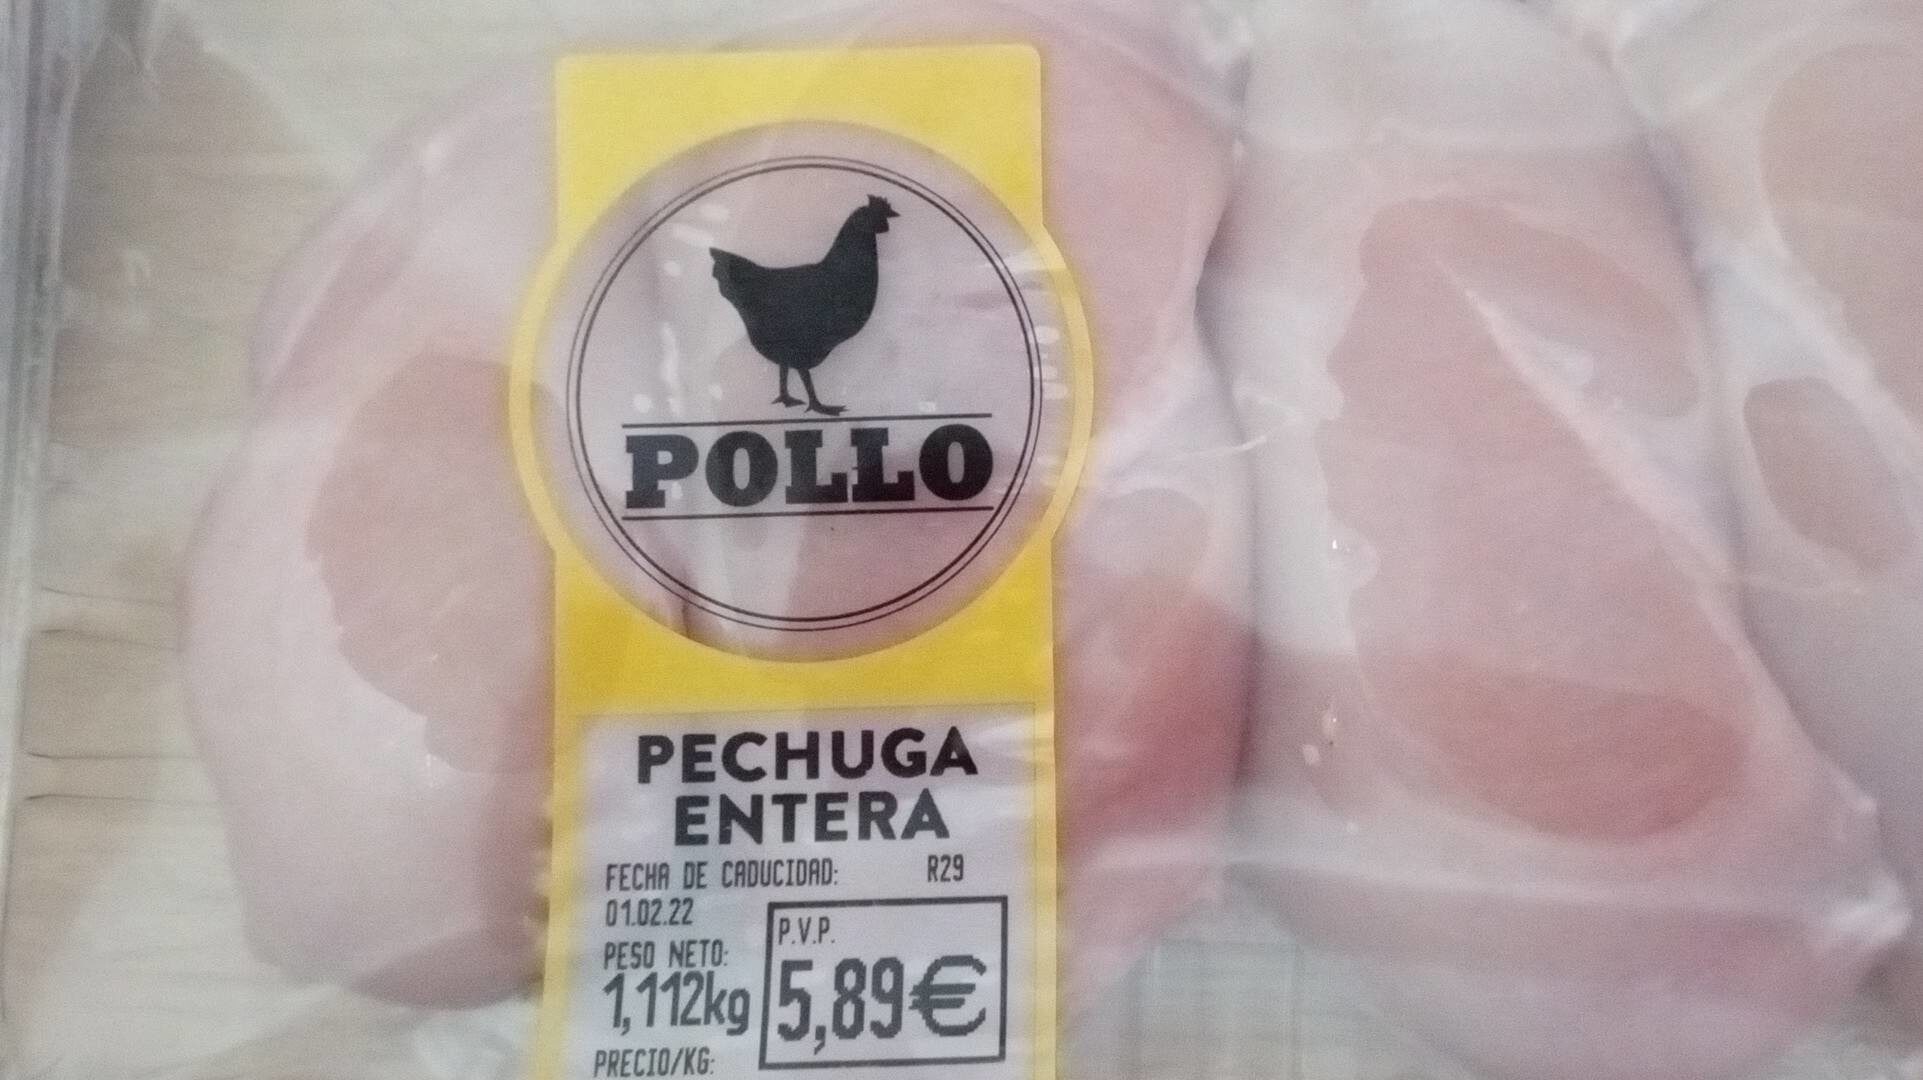 POLLO
PECHUGA
ENTERA
FECHA DE CADUCIDAD: R29
01.02.22
P.V.P.
PESO NETO:
1,112kg 5,89€
PRECIO/KG: